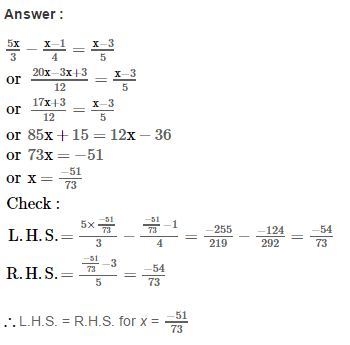 Answer :
5x/3 − x−1/4 = x−3/5
or 20x−3x+3/12 = x−3/5
or 17x+3/12 = x−3/5
or 85x + 15 = 12x − 36
or 73x = −51
or x = −51/73
Check :
L.H.S. = 5×−51/73/3 − −51/73−1/4 = −255/219 − −124/292 = −54/73
R.H.S. = −51/73−3/5 = −54/73
∴ L.H.S. = R.H.S. for x = −51/73